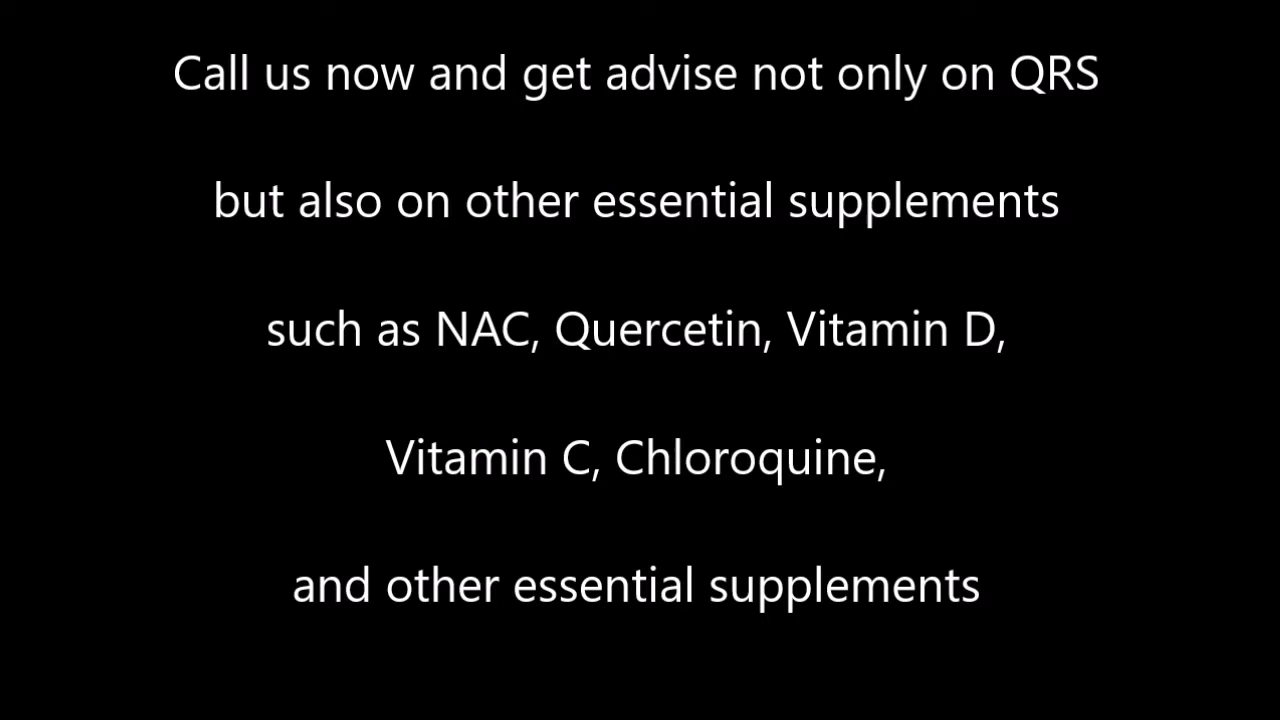 Call us now and get advise not only on QRS
but also on other essential supplements
such as NAC, Quercetin, Vitamin D,
Vitamin C, Chloroquine,
and other essential supplements